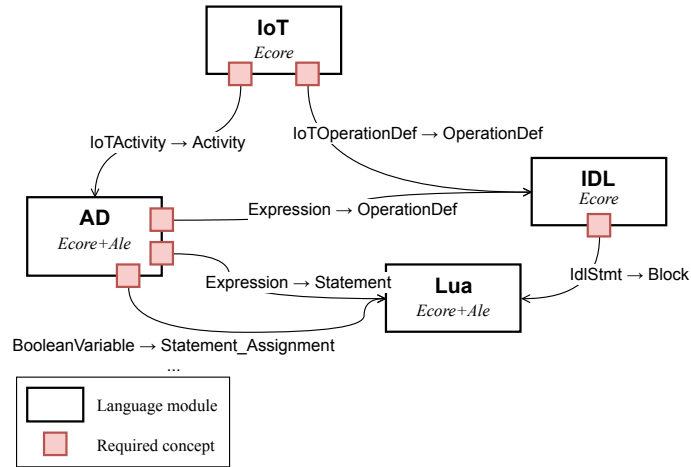 IoT
Ecore
IoTActivity → Activity
IoTOperationDef → OperationDef
IDL
Ecore
AD
Ecore+Ale
Expression → OperationDef
Expression → Statement
Lua
Ecore+Ale
IdlStmt → Block
BooleanVariable → Statement_Assignment
...
Language module
Required concept